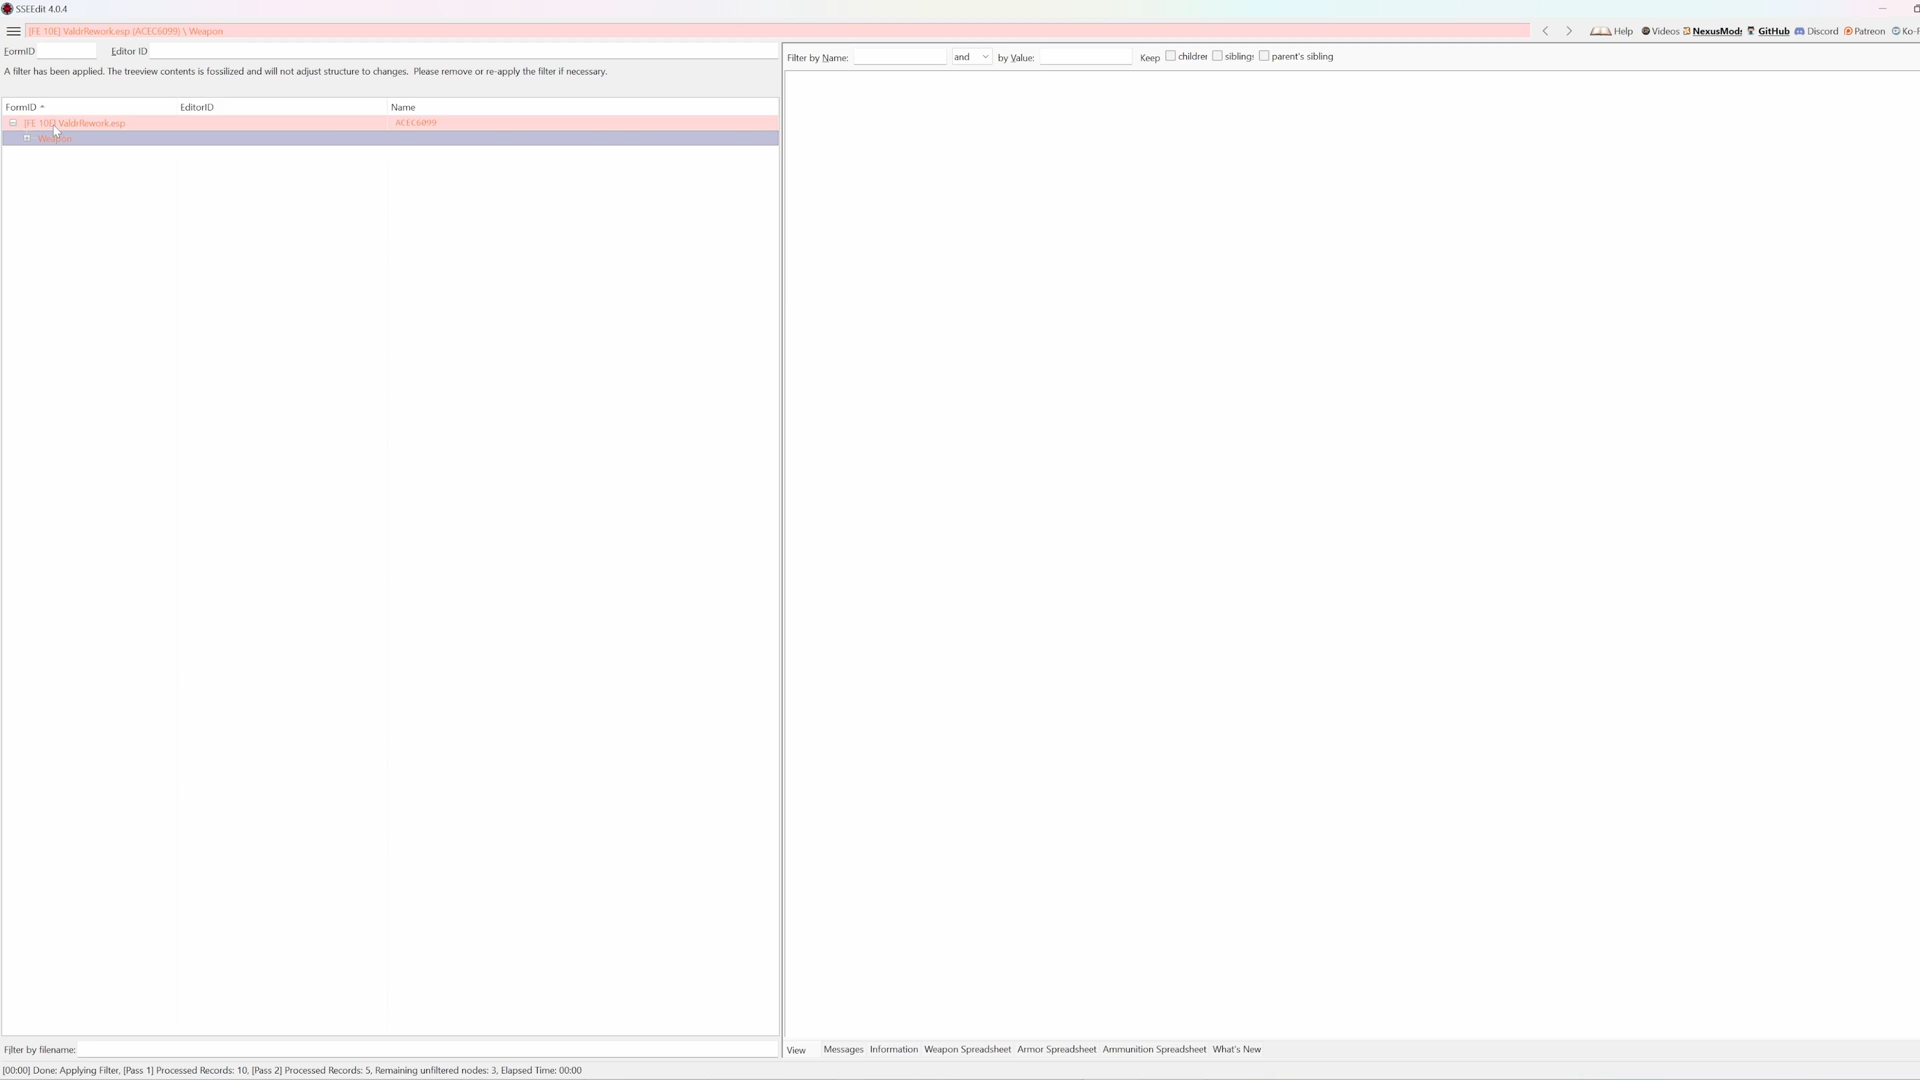 SSEEdit 4.0.4
[FE 10E] ValdrRework.esp (ACEC6099) \ Weapon
Help Videos NexusMods GitHub Discord Patreon Ko-F
FormID Editor ID
Filter by Name: and by Value: Keep children siblings parent's sibling
A filter has been applied. The treeview contents is fossilized and will not adjust structure to changes. Please remove or re-apply the filter if necessary.
FormID EditorID Name
[FE 10E] ValdrRework.esp ACEC6099
Weapon
Filter by filename:
View Messages Information Weapon Spreadsheet Armor Spreadsheet Ammunition Spreadsheet What's New
[00:00] Done: Applying Filter, [Pass 1] Processed Records: 10, [Pass 2] Processed Records: 5, Remaining unfiltered nodes: 3, Elapsed Time: 00:00